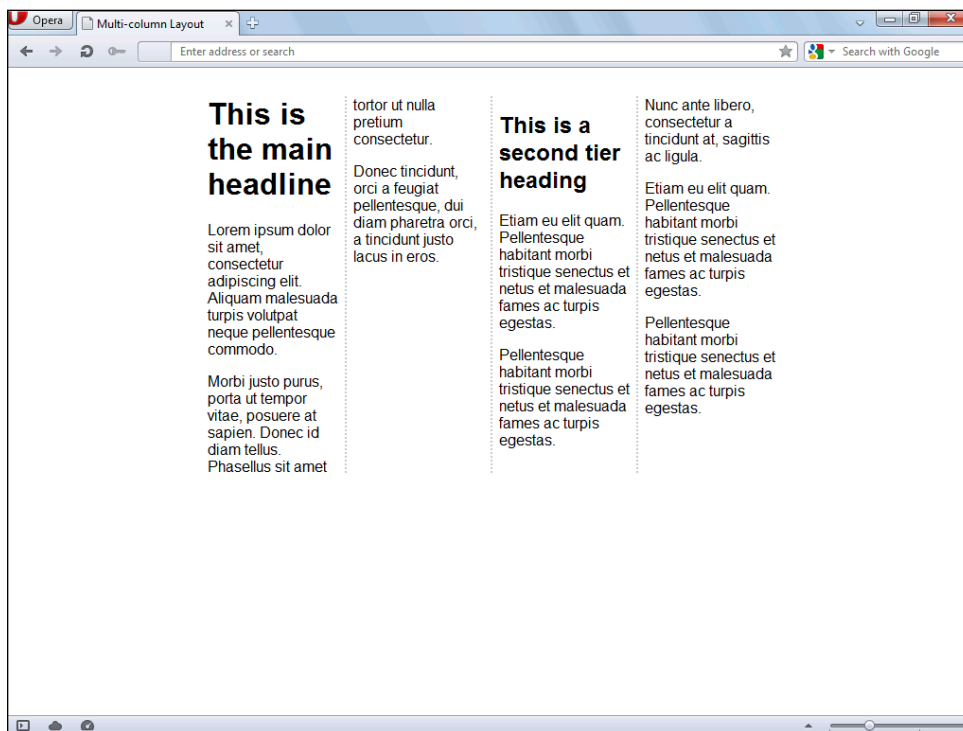 Opera
Multi-column Layout
Enter address or search
Search with Google
This is
the main
headline
Lorem ipsum dolor
sit amet,
consectetur
adipiscing elit.
Aliquam malesuada
turpis volutpat
neque pellentesque
commodo.
Morbi justo purus,
porta ut tempor
vitae, posuere at
sapien. Donec id
diam tellus.
Phasellus sit amet
tortor ut nulla
pretium
consectetur.
Donec tincidunt,
orci a feugiat
pellentesque, dui
diam pharetra orci,
a tincidunt justo
lacus in eros.
This is a
second tier
heading
Etiam eu elit quam.
Pellentesque
habitant morbi
tristique senectus et
netus et malesuada
fames ac turpis
egestas.
Pellentesque
habitant morbi
tristique senectus et
netus et malesuada
fames ac turpis
egestas.
Nunc ante libero,
consectetur a
tincidunt at, sagittis
ac ligula.
Etiam eu elit quam.
Pellentesque
habitant morbi
tristique senectus et
netus et malesuada
fames ac turpis
egestas.
Pellentesque
habitant morbi
tristique senectus et
netus et malesuada
fames ac turpis
egestas.